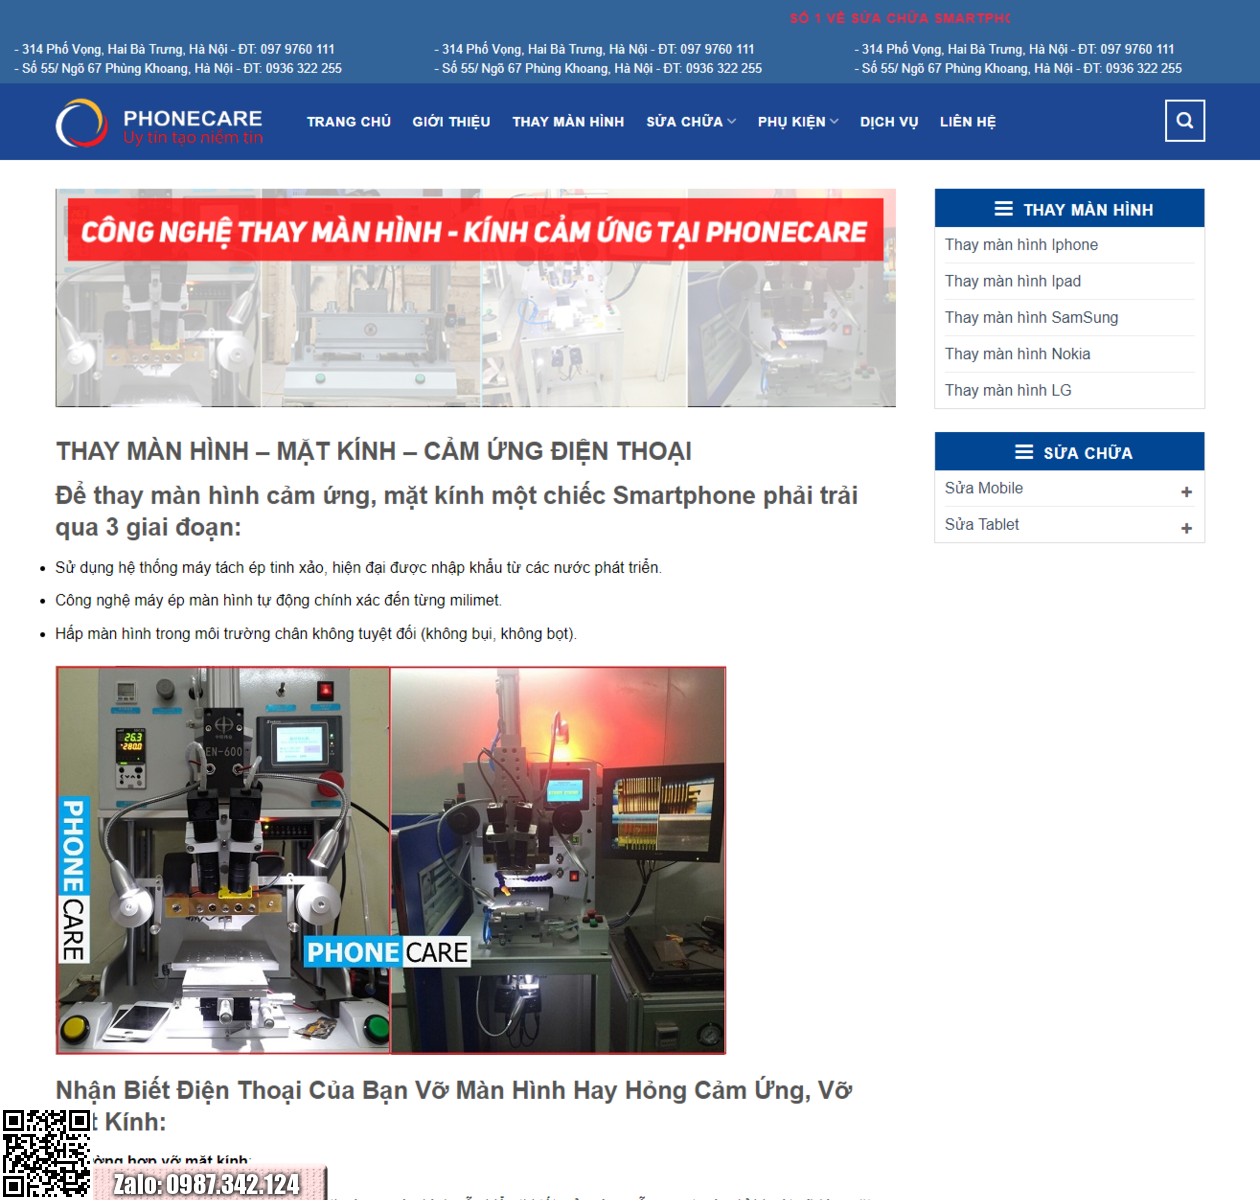 SỐ 1 VỀ SỬA CHỮA SMARTPH
- 314 Phố Vọng, Hai Bà Trưng, Hà Nội - ĐT: 097 9760 111
- Số 55/ Ngõ 67 Phùng Khoang, Hà Nội - ĐT: 0936 322 255
- 314 Phố Vọng, Hai Bà Trưng, Hà Nội - ĐT: 097 9760 111
- Số 55/ Ngõ 67 Phùng Khoang, Hà Nội - ĐT: 0936 322 255
- 314 Phố Vọng, Hai Bà Trưng, Hà Nội - ĐT: 097 9760 111
- Số 55/ Ngõ 67 Phùng Khoang, Hà Nội - ĐT: 0936 322 255
PHONECARE
Uy tín tạo niềm tin
TRANG CHỦ GIỚI THIỆU THAY MÀN HÌNH SỬA CHỮA PHỤ KIỆN DỊCH VỤ LIÊN HỆ
CÔNG NGHỆ THAY MÀN HÌNH - KÍNH CẢM ỨNG TẠI PHONECARE
THAY MÀN HÌNH – MẶT KÍNH – CẢM ỨNG ĐIỆN THOẠI
Để thay màn hình cảm ứng, mặt kính một chiếc Smartphone phải trải
qua 3 giai đoạn:
Sử dụng hệ thống máy tách ép tinh xảo, hiện đại được nhập khẩu từ các nước phát triển.
Công nghệ máy ép màn hình tự động chính xác đến từng milimet.
Hấp màn hình trong môi trường chân không tuyệt đối (không bụi, không bọt).
26.3
-280.0
EN-600
PHONECARE
PHONECARE
Nhận Biết Điện Thoại Của Bạn Vỡ Màn Hình Hay Hỏng Cảm Ứng, Vỡ
Kính:
hợp vỡ mặt kính:
Zalo: 0987.342.124
THAY MÀN HÌNH
Thay màn hình Iphone
Thay màn hình Ipad
Thay màn hình SamSung
Thay màn hình Nokia
Thay màn hình LG
SỬA CHỮA
Sửa Mobile
Sửa Tablet